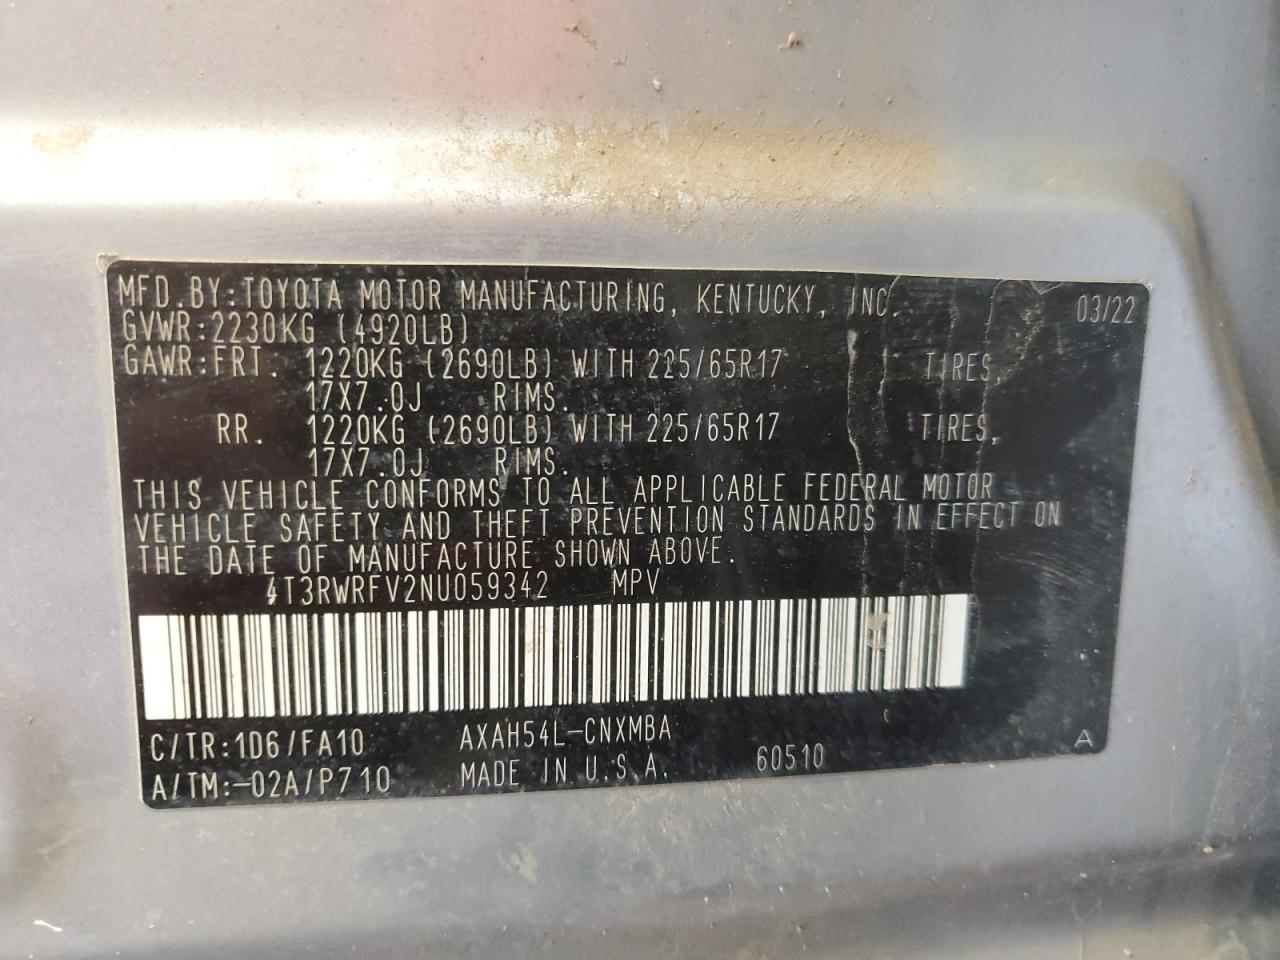 MFD.BY:TOYOTA MOTOR MANUFACTURING, KENTUCKY, INC. 03/22
GVWR:2230KG (4920LB)
GAWR:FRT. 1220KG (2690LB) WITH 225/65R17 TIRES,
17X7.0J RIMS.
RR. 1220KG (2690LB) WITH 225/65R17 TIRES,
17X7.0J RIMS.
THIS VEHICLE CONFORMS TO ALL APPLICABLE FEDERAL MOTOR
VEHICLE SAFETY AND THEFT PREVENTION STANDARDS IN EFFECT ON
THE DATE OF MANUFACTURE SHOWN ABOVE.
4T3RWRFV2NU059342 MPV
C/TR:1D6/FA10 AXAH54L-CNXMBA A
A/TM:-02A/P710 MADE IN U.S.A. 60510